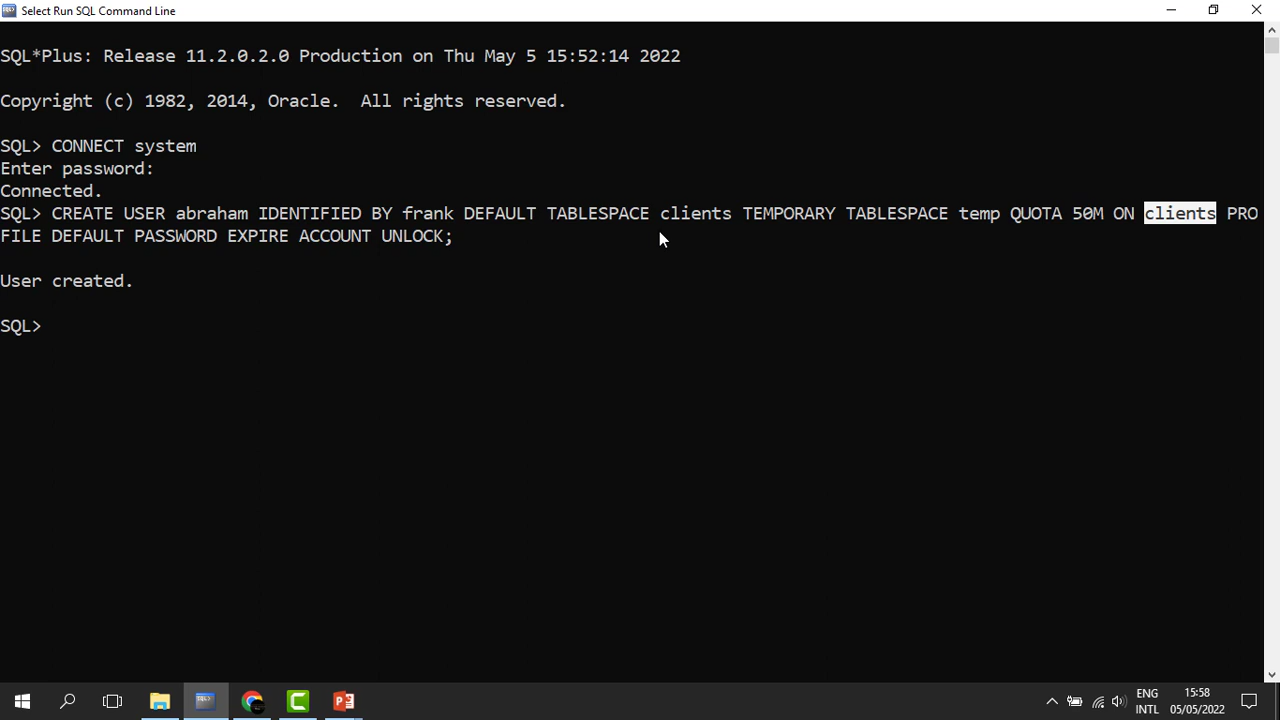 Select Run SQL Command Line
SQL*Plus: Release 11.2.0.2.0 Production on Thu May 5 15:52:14 2022
Copyright (c) 1982, 2014, Oracle.  All rights reserved.
SQL> CONNECT system
Enter password:
Connected.
SQL> CREATE USER abraham IDENTIFIED BY frank DEFAULT TABLESPACE clients TEMPORARY TABLESPACE temp QUOTA 50M ON clients PRO
FILE DEFAULT PASSWORD EXPIRE ACCOUNT UNLOCK;
User created.
SQL>
ENG
INTL
15:58
05/05/2022